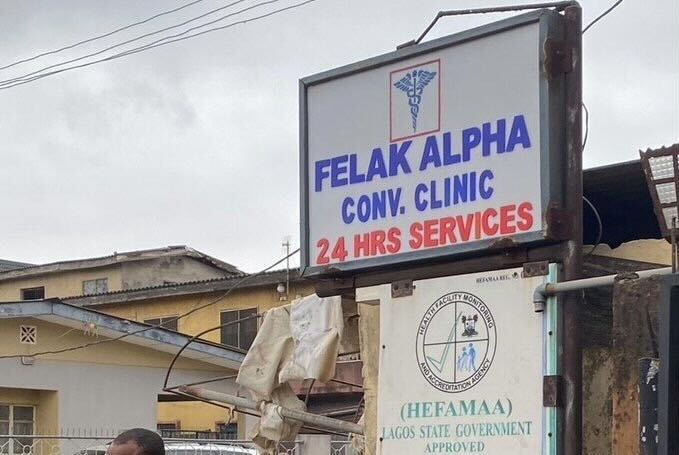 FELAK ALPHA
CONV. CLINIC
24 HRS SERVICES
HEFAMAA REG.
HEALTH FACILITY MONITORING
AND ACCREDITATION AGENCY
(HEFAMAA)
LAGOS STATE GOVERNMENT
APPROVED